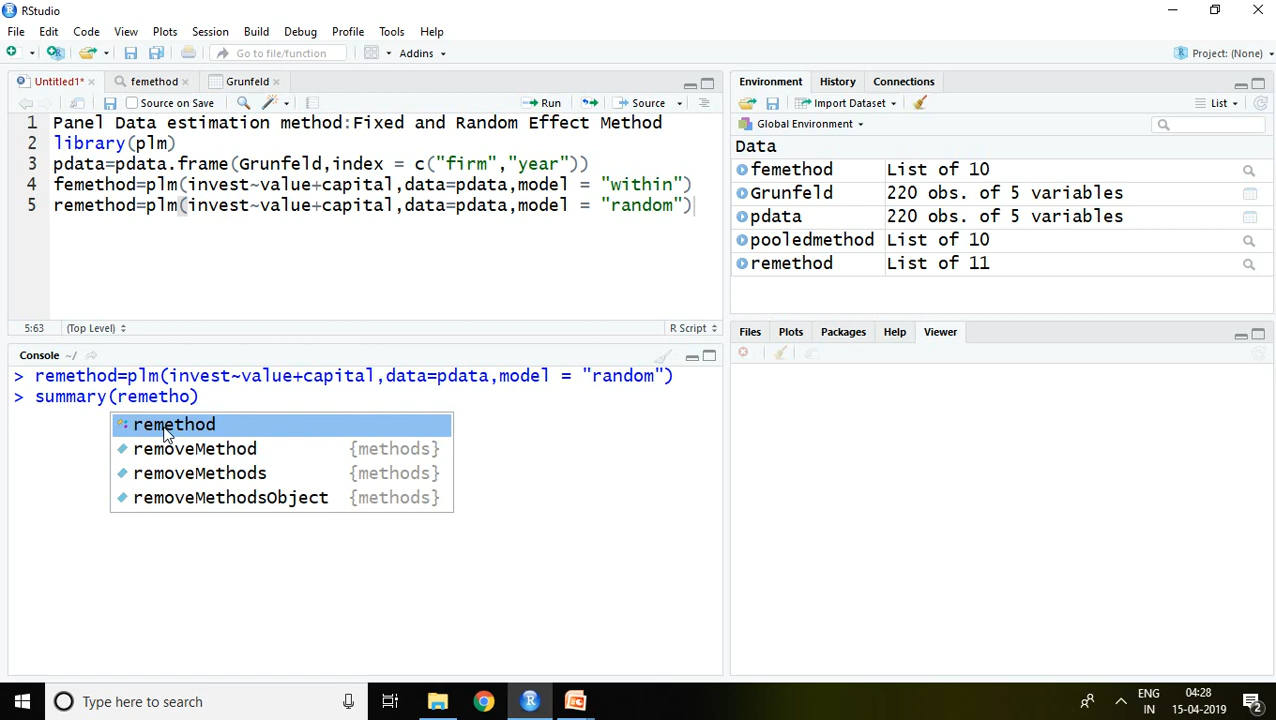 RStudio
File Edit Code View Plots Session Build Debug Profile Tools Help
Go to file/function Addins Project: (None)
Untitled1* femethod Grunfeld
Source on Save Run Source
1 Panel Data estimation method:Fixed and Random Effect Method
2 library(plm)
3 pdata=pdata.frame(Grunfeld,index = c("firm","year"))
4 femethod=plm(invest~value+capital,data=pdata,model = "within")
5 remethod=plm(invest~value+capital,data=pdata,model = "random")
5:63 (Top Level) R Script
Console ~/
> remethod=plm(invest~value+capital,data=pdata,model = "random")
> summary(remetho)
remethod
removeMethod {methods}
removeMethods {methods}
removeMethodsObject {methods}
Environment History Connections
Import Dataset List
Global Environment
Data
femethod List of 10
Grunfeld 220 obs. of 5 variables
pdata 220 obs. of 5 variables
pooledmethod List of 10
remethod List of 11
Files Plots Packages Help Viewer
Type here to search
ENG
IN
04:28
15-04-2019
2